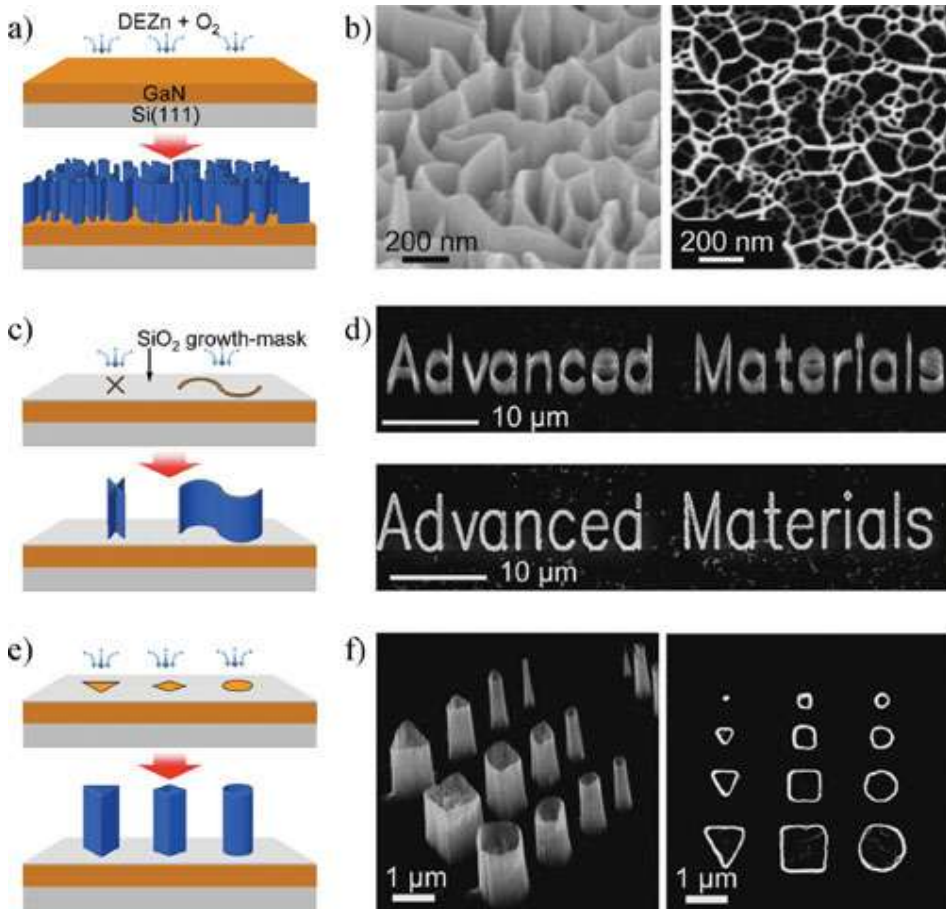 a)
DEZn + O₂
GaN
Si(111)
b)
200 nm
200 nm
c)
SiO₂ growth-mask
d)
Advanced Materials
10 µm
Advanced Materials
10 µm
e)
f)
1 µm
1 µm